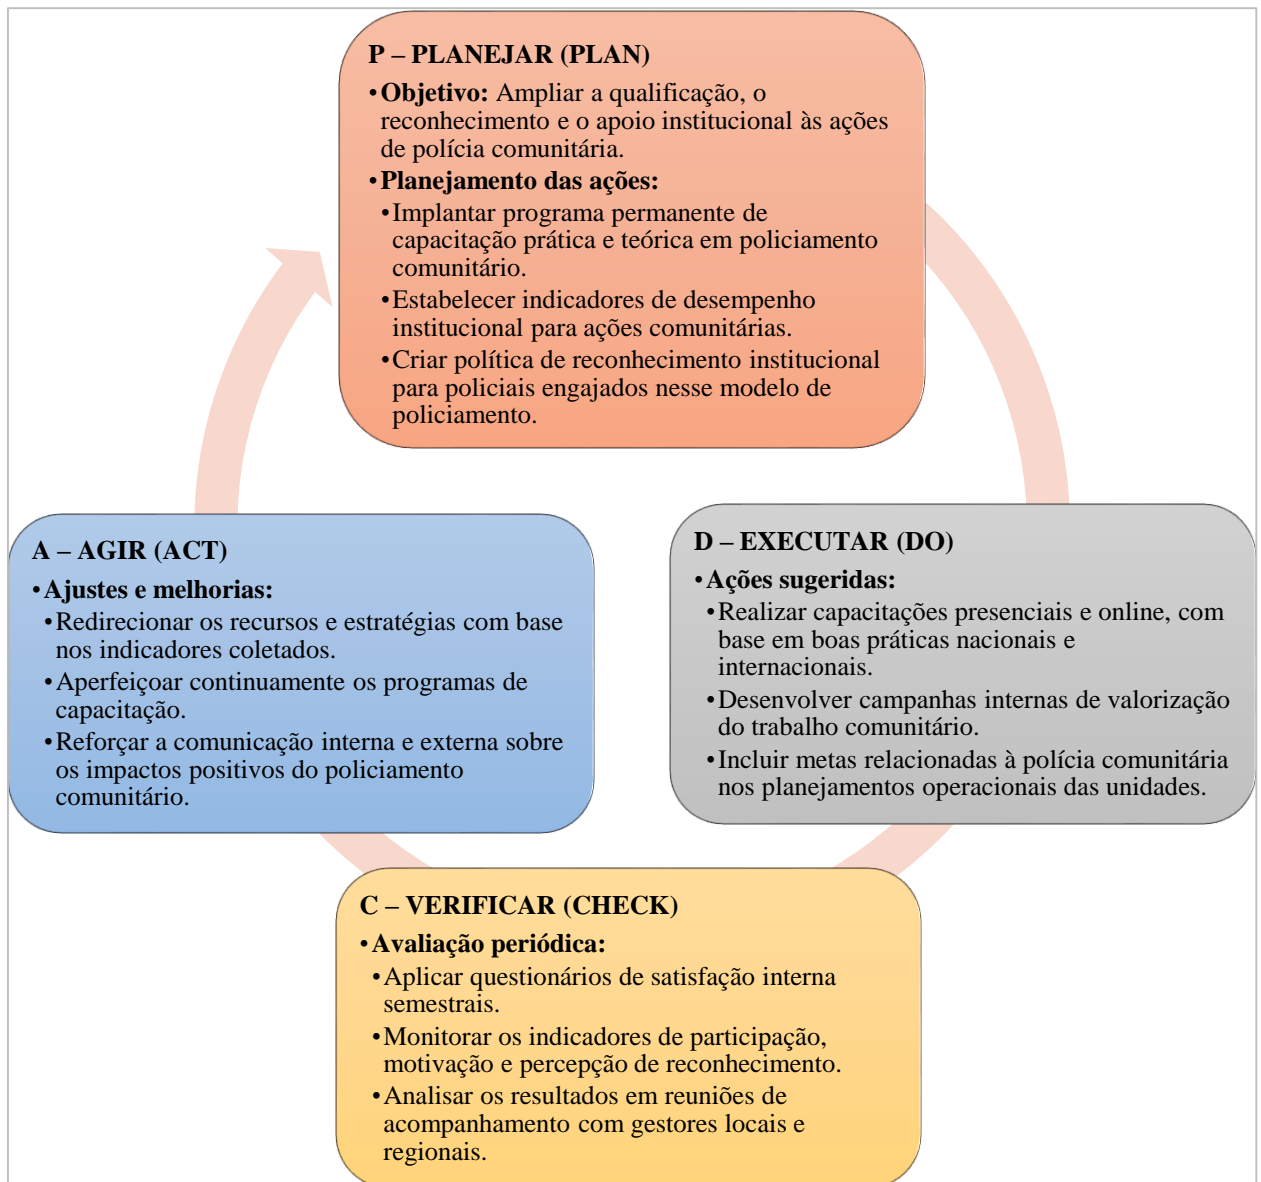 P – PLANEJAR (PLAN)
•Objetivo: Ampliar a qualificação, o
reconhecimento e o apoio institucional às ações
de polícia comunitária.
•Planejamento das ações:
•Implantar programa permanente de
capacitação prática e teórica em policiamento
comunitário.
•Estabelecer indicadores de desempenho
institucional para ações comunitárias.
•Criar política de reconhecimento institucional
para policiais engajados nesse modelo de
policiamento.
D – EXECUTAR (DO)
•Ações sugeridas:
•Realizar capacitações presenciais e online, com
base em boas práticas nacionais e
internacionais.
•Desenvolver campanhas internas de valorização
do trabalho comunitário.
•Incluir metas relacionadas à polícia comunitária
nos planejamentos operacionais das unidades.
C – VERIFICAR (CHECK)
•Avaliação periódica:
•Aplicar questionários de satisfação interna
semestrais.
•Monitorar os indicadores de participação,
motivação e percepção de reconhecimento.
•Analisar os resultados em reuniões de
acompanhamento com gestores locais e
regionais.
A – AGIR (ACT)
•Ajustes e melhorias:
•Redirecionar os recursos e estratégias com base
nos indicadores coletados.
•Aperfeiçoar continuamente os programas de
capacitação.
•Reforçar a comunicação interna e externa sobre
os impactos positivos do policiamento
comunitário.